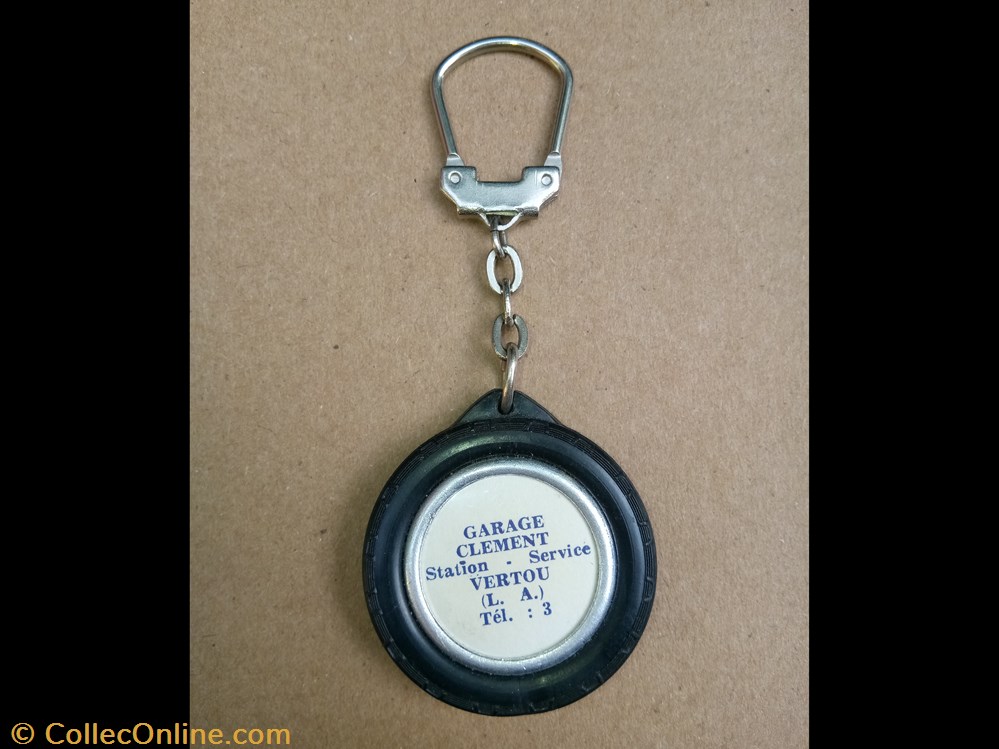 GARAGE
CLEMENT
Station - Service
VERTOU
(L. A.)
Tél. : 3
© CollecOnline.com